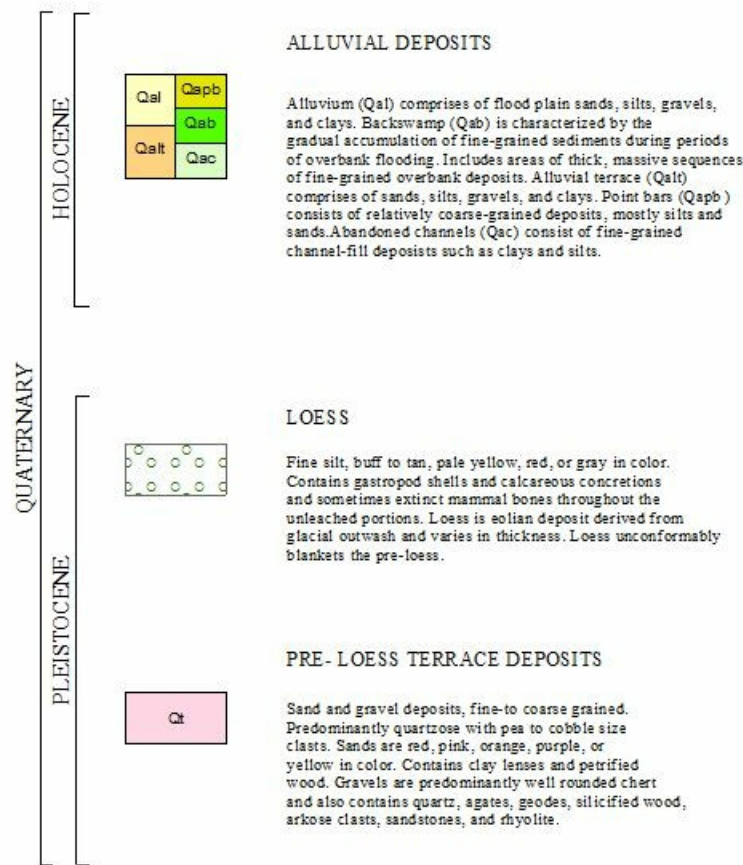 QUATERNARY
HOLOCENE
ALLUVIAL DEPOSITS
Qal
Qapb
Qab
Qalt
Qac
Alluvium (Qal) comprises of flood plain sands, silts, gravels,
and clays. Backswamp (Qab) is characterized by the
gradual accumulation of fine-grained sediments during periods
of overbank flooding. Includes areas of thick, massive sequences
of fine-grained overbank deposits. Alluvial terrace (Qalt)
comprises of sands, silts, gravels, and clays. Point bars (Qapb )
consists of relatively coarse-grained deposits, mostly silts and
sands.Abandoned channels (Qac) consist of fine-grained
channel-fill deposists such as clays and silts.
PLEISTOCENE
LOESS
Fine silt, buff to tan, pale yellow, red, or gray in color.
Contains gastropod shells and calcareous concretions
and sometimes extinct mammal bones throughout the
unleached portions. Loess is eolian deposit derived from
glacial outwash and varies in thickness. Loess unconformably
blankets the pre-loess.
PRE- LOESS TERRACE DEPOSITS
Qt
Sand and gravel deposits, fine-to coarse grained.
Predominantly quartzose with pea to cobble size
clasts. Sands are red, pink, orange, purple, or
yellow in color. Contains clay lenses and petrified
wood. Gravels are predominantly well rounded chert
and also contains quartz, agates, geodes, silicified wood,
arkose clasts, sandstones, and rhyolite.